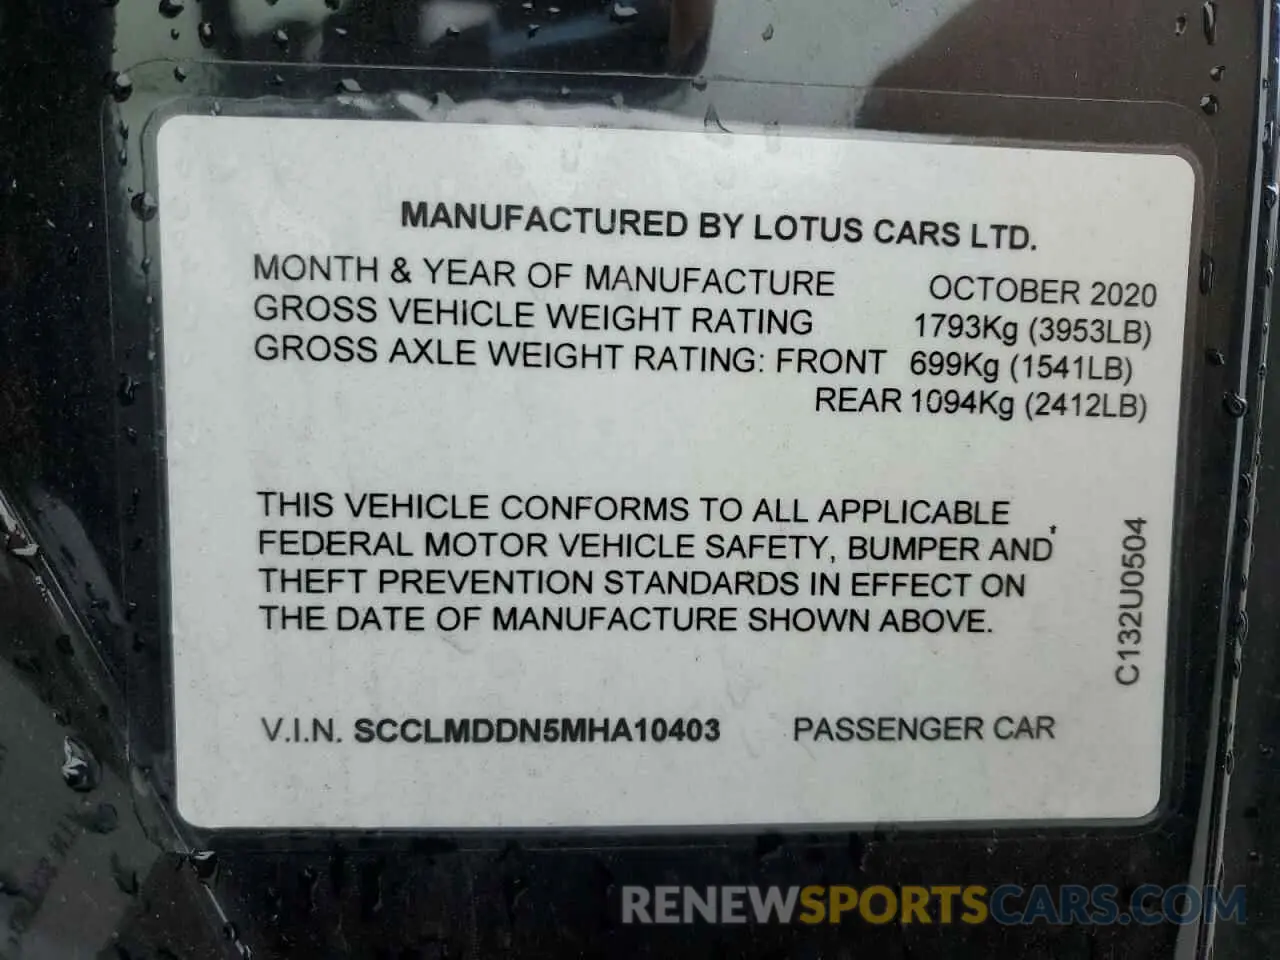 MANUFACTURED BY LOTUS CARS LTD.
MONTH & YEAR OF MANUFACTURE OCTOBER 2020
GROSS VEHICLE WEIGHT RATING 1793Kg (3953LB)
GROSS AXLE WEIGHT RATING: FRONT 699Kg (1541LB)
REAR 1094Kg (2412LB)
THIS VEHICLE CONFORMS TO ALL APPLICABLE
FEDERAL MOTOR VEHICLE SAFETY, BUMPER AND
THEFT PREVENTION STANDARDS IN EFFECT ON
THE DATE OF MANUFACTURE SHOWN ABOVE.
C132U0504
V.I.N. SCCLMDDN5MHA10403 PASSENGER CAR
RENEWSPORTSCARS.COM